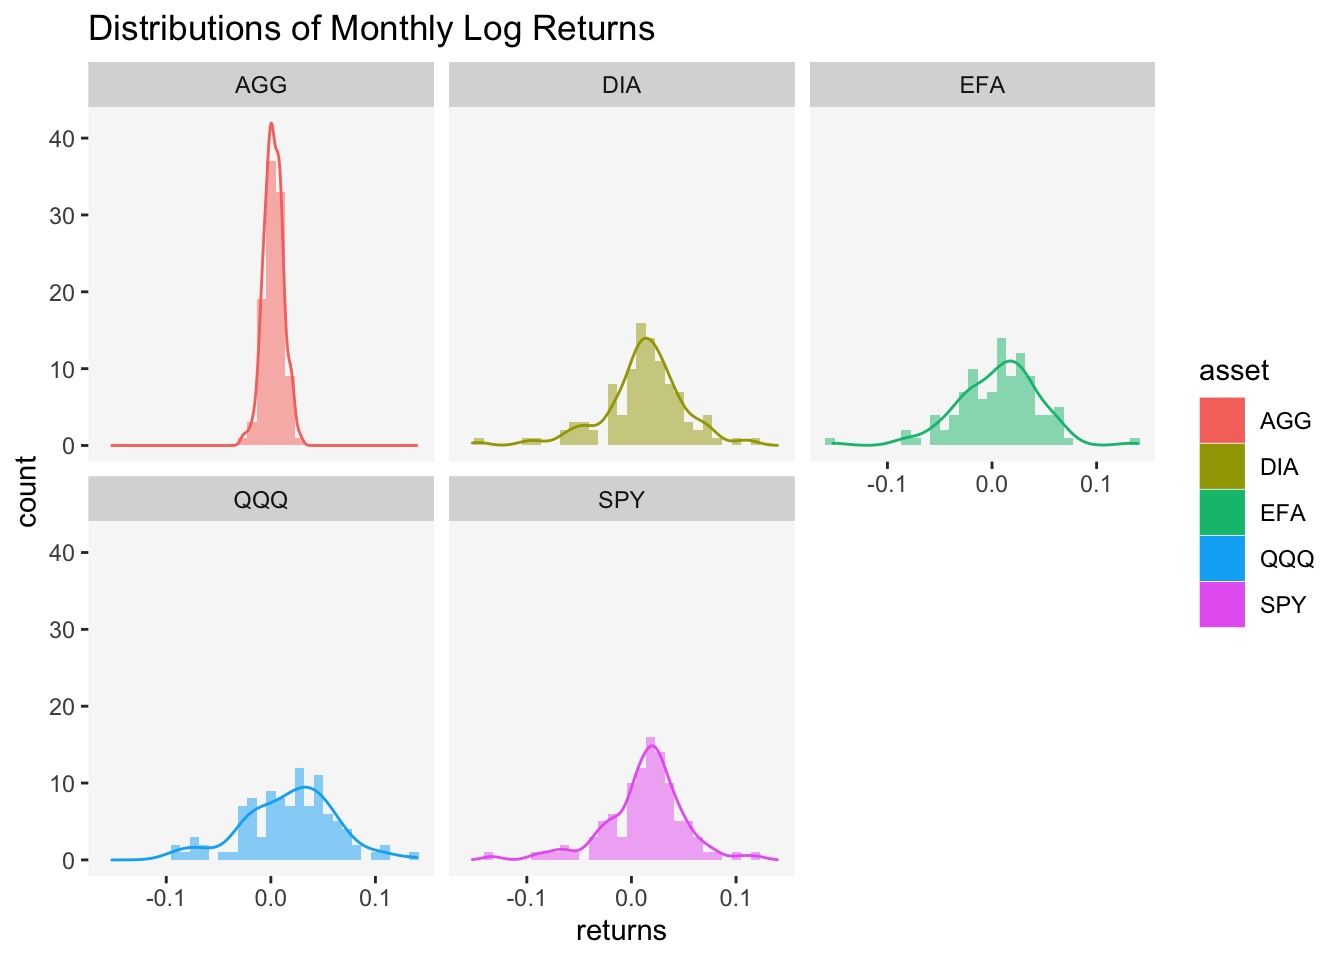 Distributions of Monthly Log Returns
AGG
DIA
EFA
40
30
20
10
0
-0.1 0.0 0.1
count
QQQ
SPY
40
30
20
10
0
-0.1 0.0 0.1
-0.1 0.0 0.1
returns
asset
AGG
DIA
EFA
QQQ
SPY